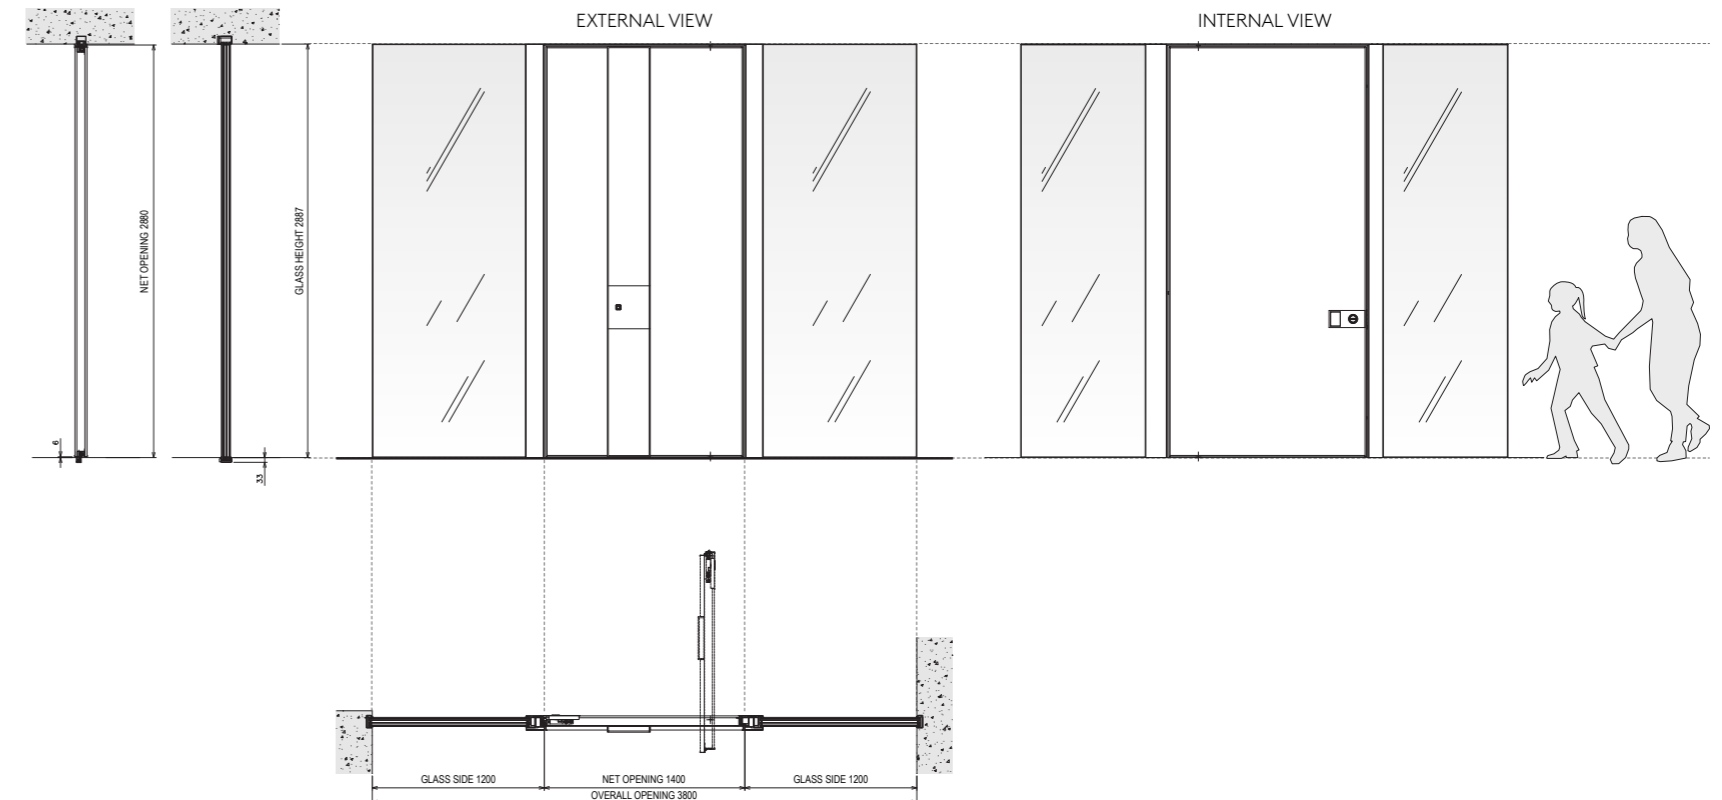 EXTERNAL VIEW
INTERNAL VIEW
NET OPENING 2880
GLASS HEIGHT 2887
6
33
GLASS SIDE 1200
NET OPENING 1400
GLASS SIDE 1200
OVERALL OPENING 3800